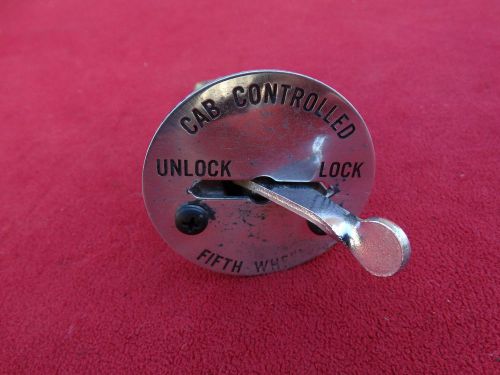 CAB CONTROLLED
UNLOCK LOCK
FIFTH